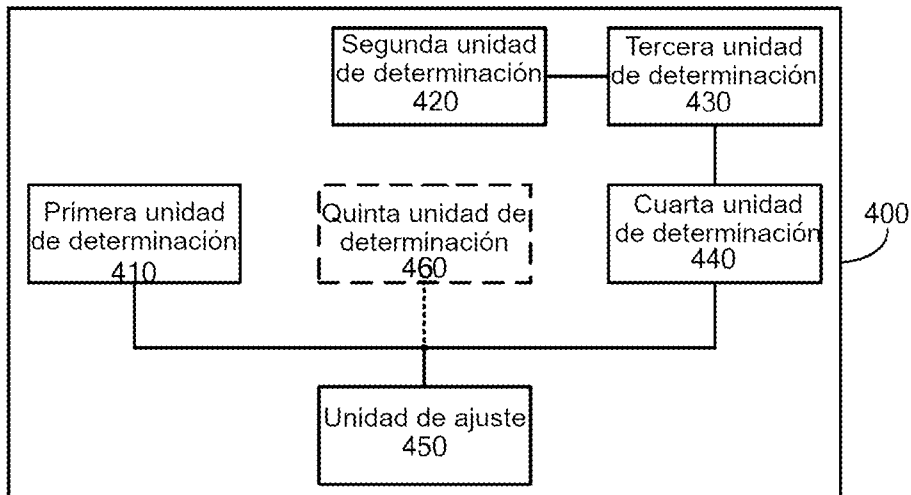 Segunda unidad
de determinación
420
Tercera unidad
de determinación
430
Primera unidad
de determinación
410
Quinta unidad de
determinación
460
Cuarta unidad
de determinación
440
400
Unidad de ajuste
450